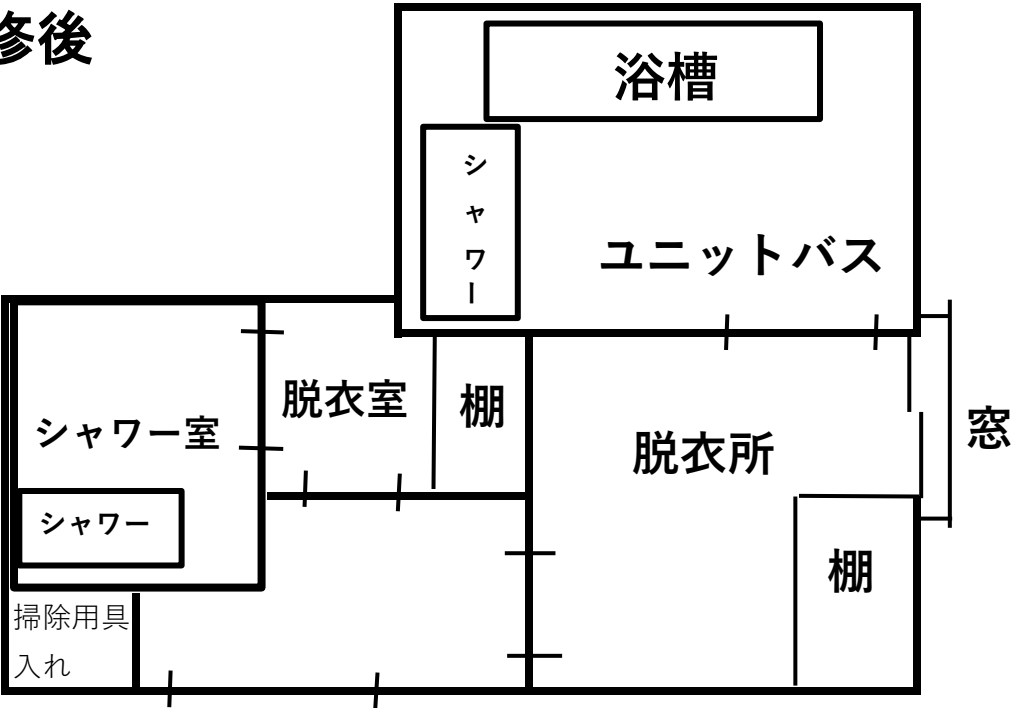 修後
浴槽
シャワー
ユニットバス
脱衣室
棚
窓
シャワー室
脱衣所
シャワー
棚
掃除用具
入れ